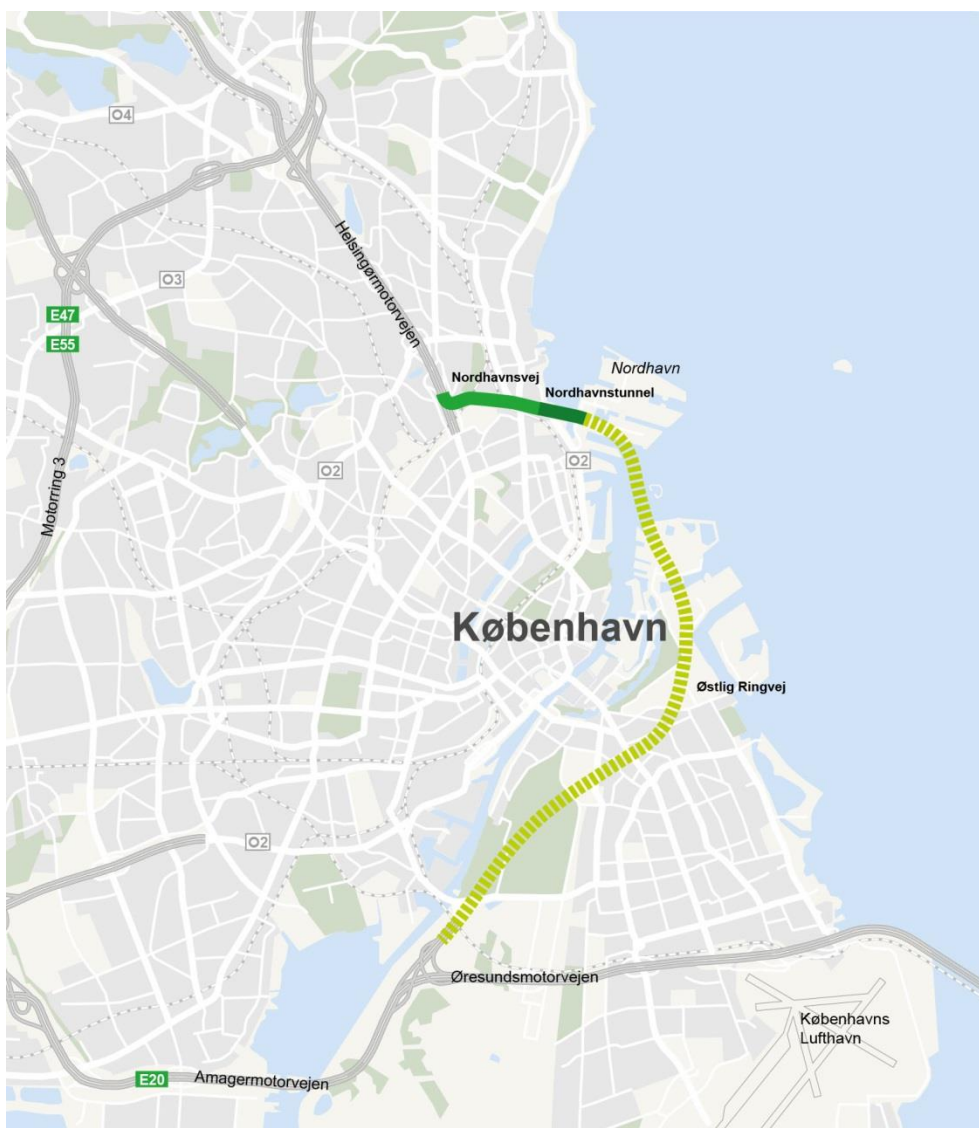 O4
Helsingørmotorvejen
O3
E47
E55
Nordhavn
Nordhavnsvej
Nordhavnstunnel
O2
O2
Motorring 3
København
Østlig Ringvej
O2
Øresundsmotorvejen
Københavns
Lufthavn
E20
Amagermotorvejen